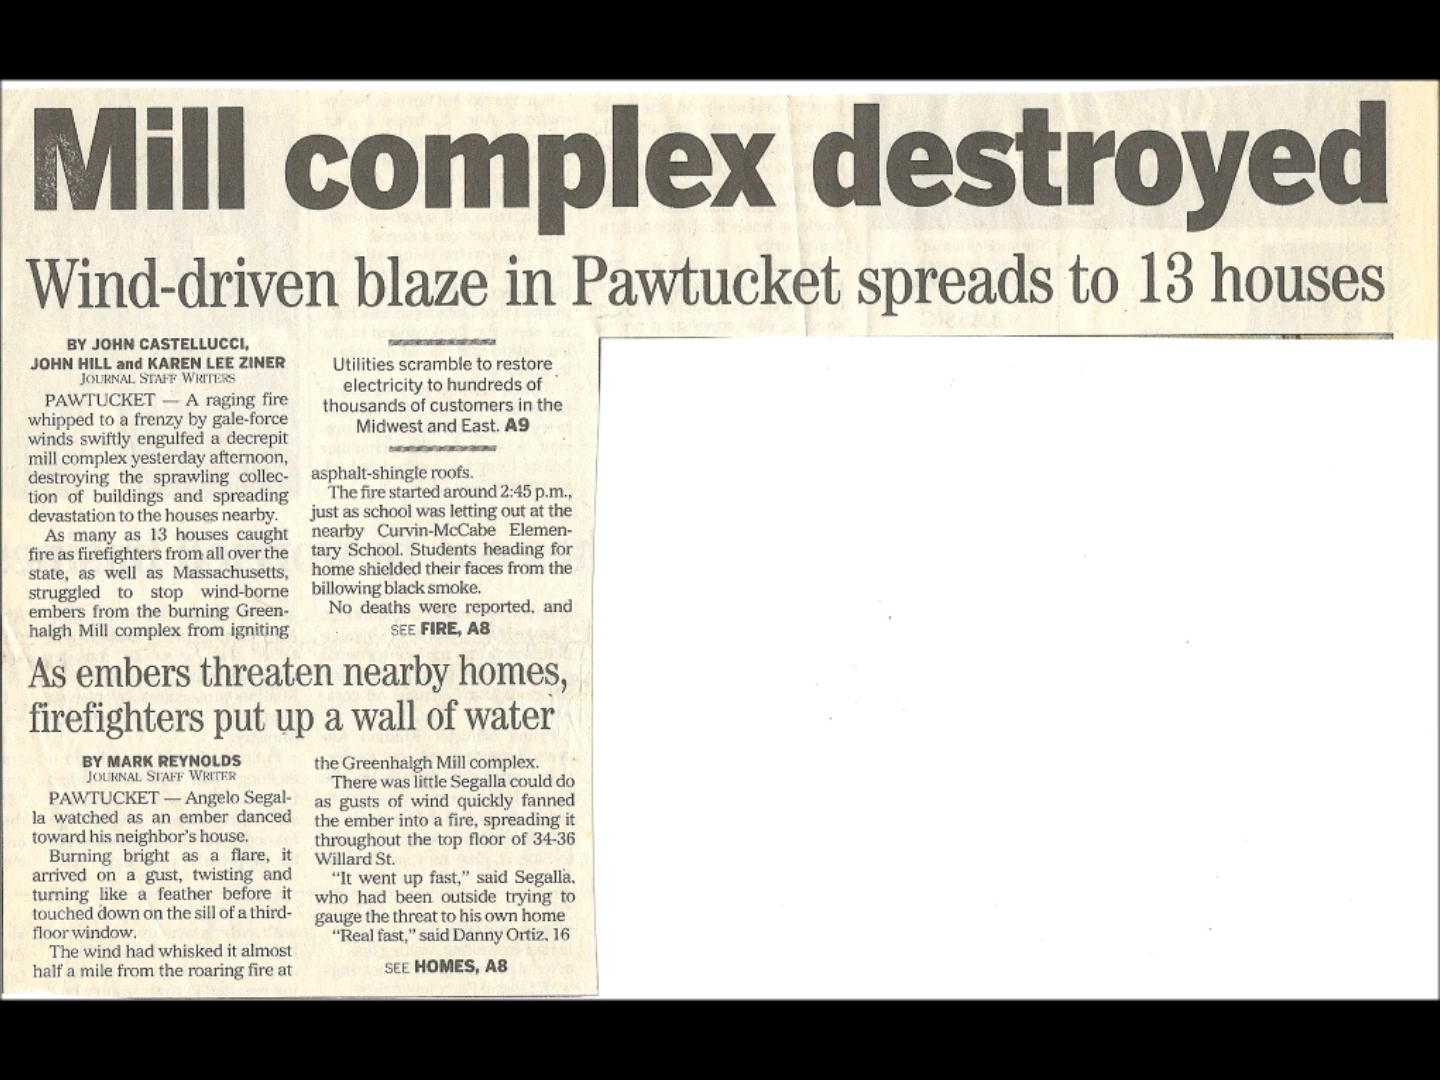 Mill complex destroyed
Wind-driven blaze in Pawtucket spreads to 13 houses
BY JOHN CASTELLUCCI,
JOHN HILL and KAREN LEE ZINER
JOURNAL STAFF WRITERS
PAWTUCKET — A raging fire
whipped to a frenzy by gale-force
winds swiftly engulfed a decrepit
mill complex yesterday afternoon,
destroying the sprawling collec-
tion of buildings and spreading
devastation to the houses nearby.
As many as 13 houses caught
fire as firefighters from all over the
state, as well as Massachusetts,
struggled to stop wind-borne
embers from the burning Green-
halgh Mill complex from igniting
Utilities scramble to restore
electricity to hundreds of
thousands of customers in the
Midwest and East. A9
asphalt-shingle roofs.
The fire started around 2:45 p.m.,
just as school was letting out at the
nearby Curvin-McCabe Elemen-
tary School. Students heading for
home shielded their faces from the
billowing black smoke.
No deaths were reported, and
SEE FIRE, A8
As embers threaten nearby homes,
firefighters put up a wall of water
BY MARK REYNOLDS
JOURNAL STAFF WRITER
PAWTUCKET — Angelo Segal-
la watched as an ember danced
toward his neighbor's house.
Burning bright as a flare, it
arrived on a gust, twisting and
turning like a feather before it
touched down on the sill of a third-
floor window.
The wind had whisked it almost
half a mile from the roaring fire at
the Greenhalgh Mill complex.
There was little Segalla could do
as gusts of wind quickly fanned
the ember into a fire, spreading it
throughout the top floor of 34-36
Willard St.
“It went up fast,” said Segalla,
who had been outside trying to
gauge the threat to his own home
“Real fast,” said Danny Ortiz, 16
SEE HOMES, A8